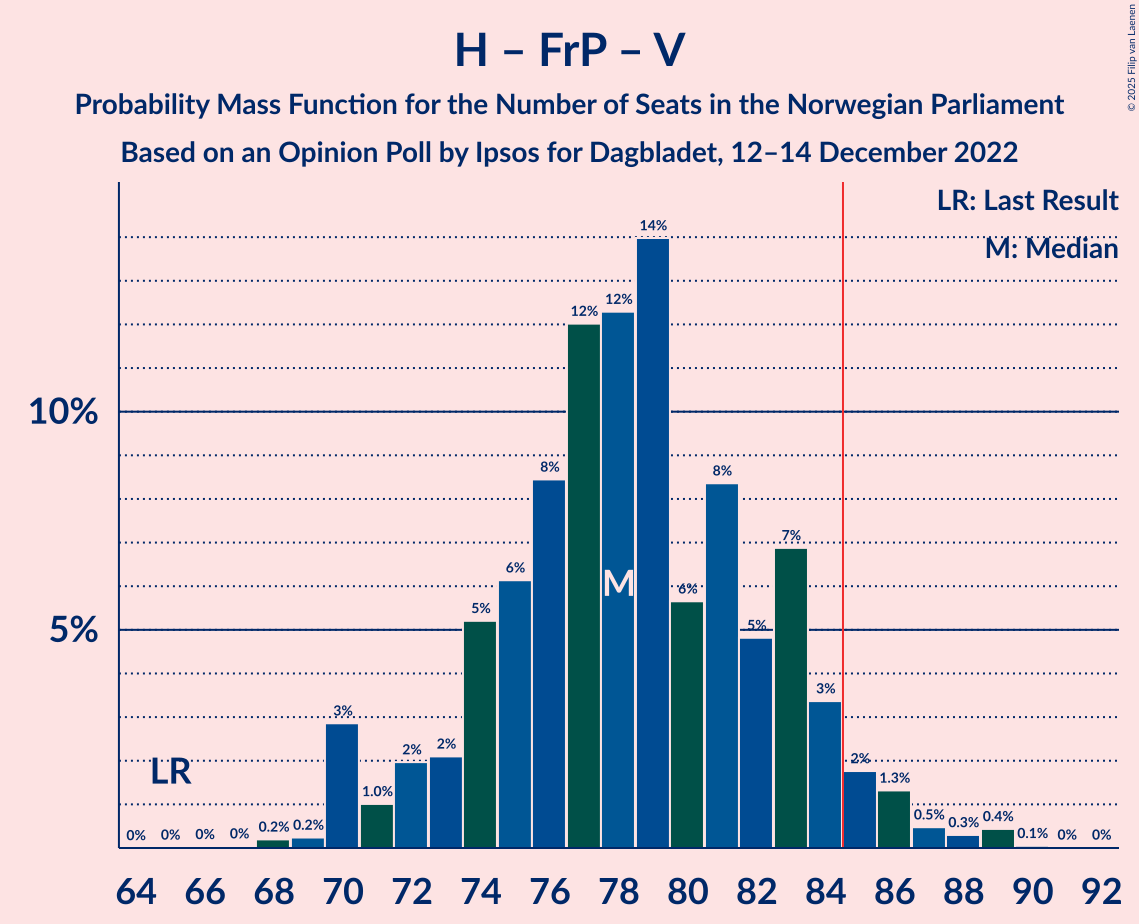 H – FrP – V
Probability Mass Function for the Number of Seats in the Norwegian Parliament
Based on an Opinion Poll by Ipsos for Dagbladet, 12–14 December 2022
© 2025 Filip van Laenen
LR: Last Result
M: Median
10%
5%
0% 0% 0% 0% 0.2% 0.2% 3% 1.0% 2% 2% 5% 6% 8% 12% 12% 14% 6% 8% 5% 7% 3% 2% 1.3% 0.5% 0.3% 0.4% 0.1% 0% 0%
LR
M
64 66 68 70 72 74 76 78 80 82 84 86 88 90 92